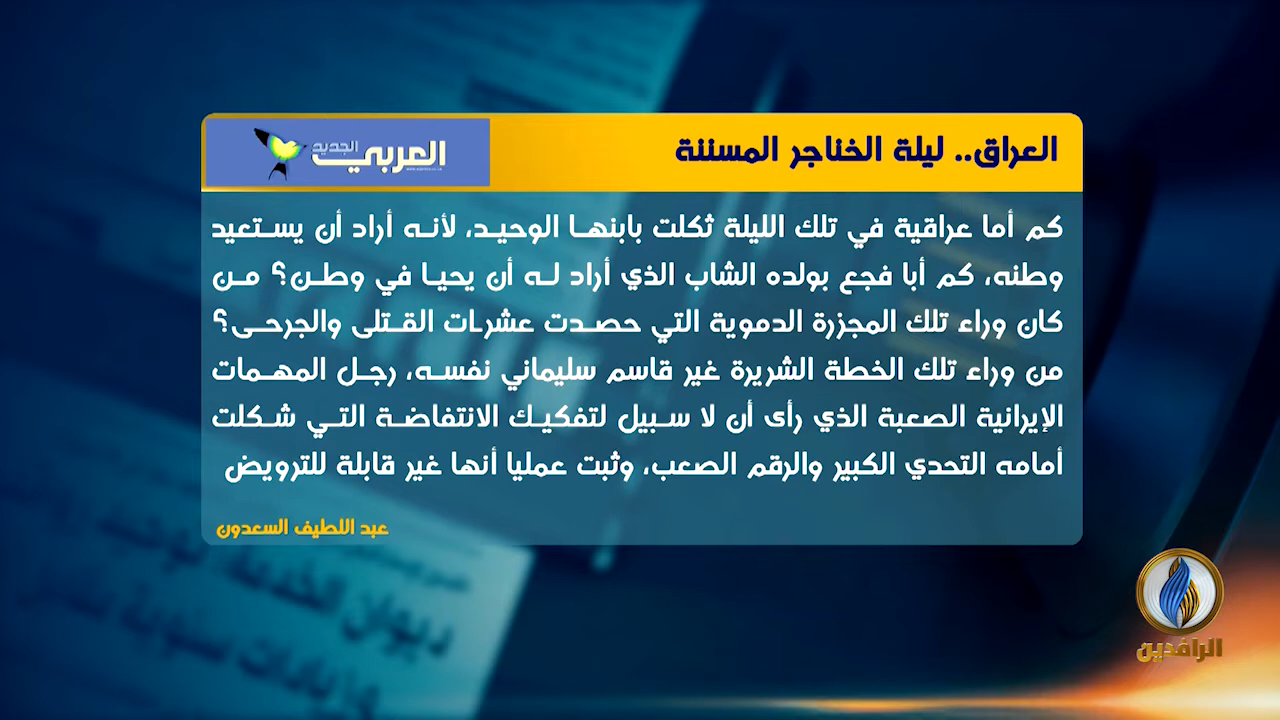 العراق.. ليلة الخناجر المسننة
العربي الجديد
كم أما عراقية في تلك الليلة ثكلت بابنها الوحيد، لأنه أراد أن يستعيد
وطنه، كم أبا فجع بولده الشاب الذي أراد له أن يحيا في وطن؟ من
كان وراء تلك المجزرة الدموية التي حصدت عشرات القتلى والجرحى؟
من وراء تلك الخطة الشريرة غير قاسم سليماني نفسه، رجل المهمات
الإيرانية الصعبة الذي رأى أن لا سبيل لتفكيك الانتفاضة التي شكلت
أمامه التحدي الكبير والرقم الصعب، وثبت عمليا أنها غير قابلة للترويض
عبد اللطيف السعدون
ديوان الخدمة
الرافدين